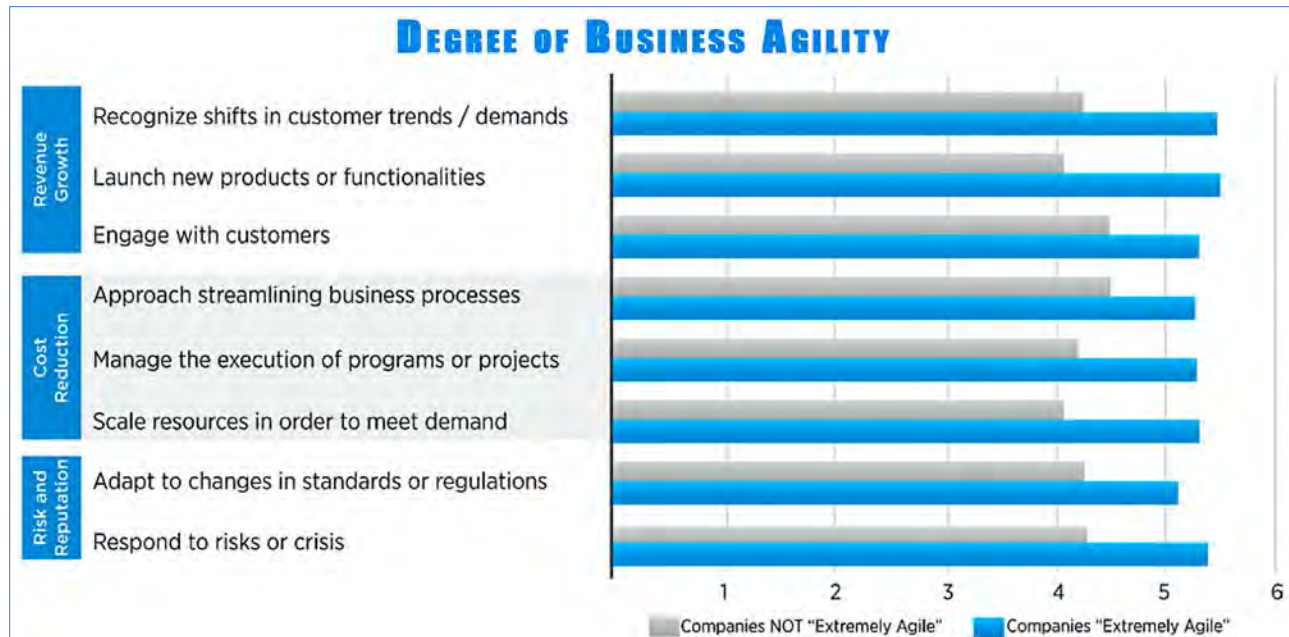 DEGREE OF BUSINESS AGILITY
Revenue
Growth
Recognize shifts in customer trends / demands
Launch new products or functionalities
Engage with customers
Cost
Reduction
Approach streamlining business processes
Manage the execution of programs or projects
Scale resources in order to meet demand
Risk and
Reputation
Adapt to changes in standards or regulations
Respond to risks or crisis
1 2 3 4 5 6
Companies NOT "Extremely Agile" Companies "Extremely Agile"